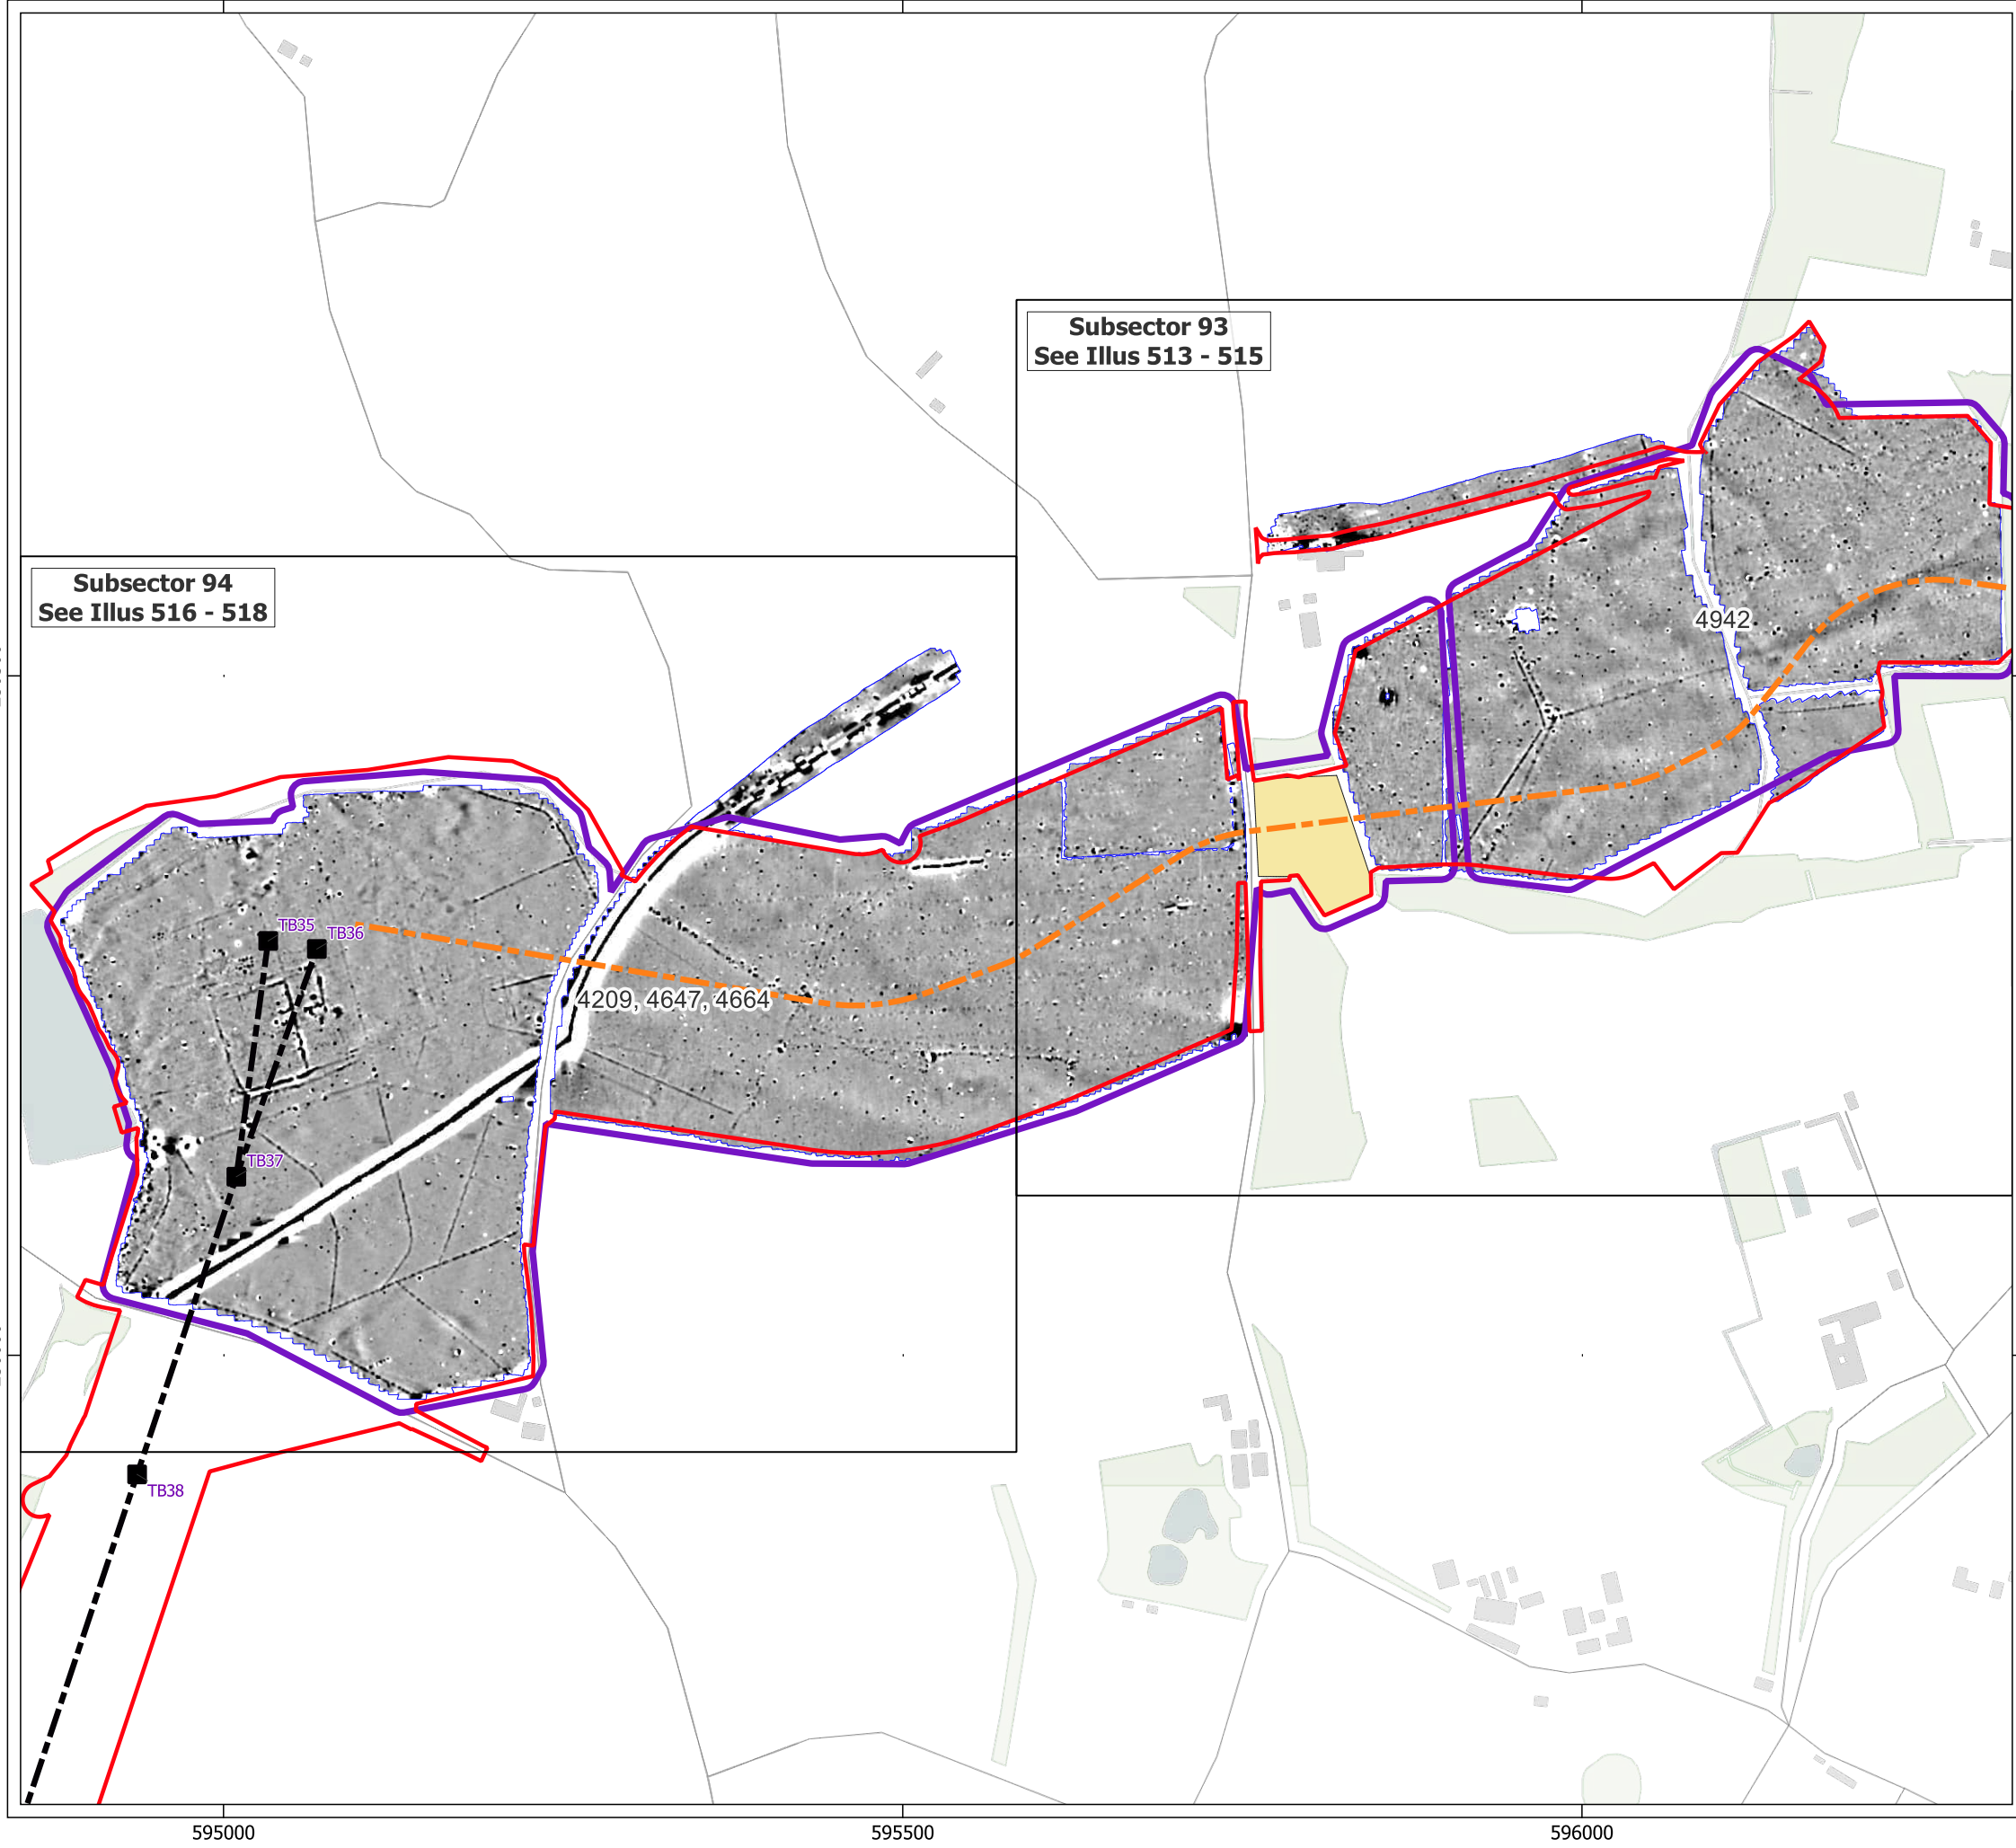 Subsector 93
See Illus 513 - 515
Subsector 94
See Illus 516 - 518
4942
TB35
TB36
4209, 4647, 4664
TB37
TB38
595000
595500
596000